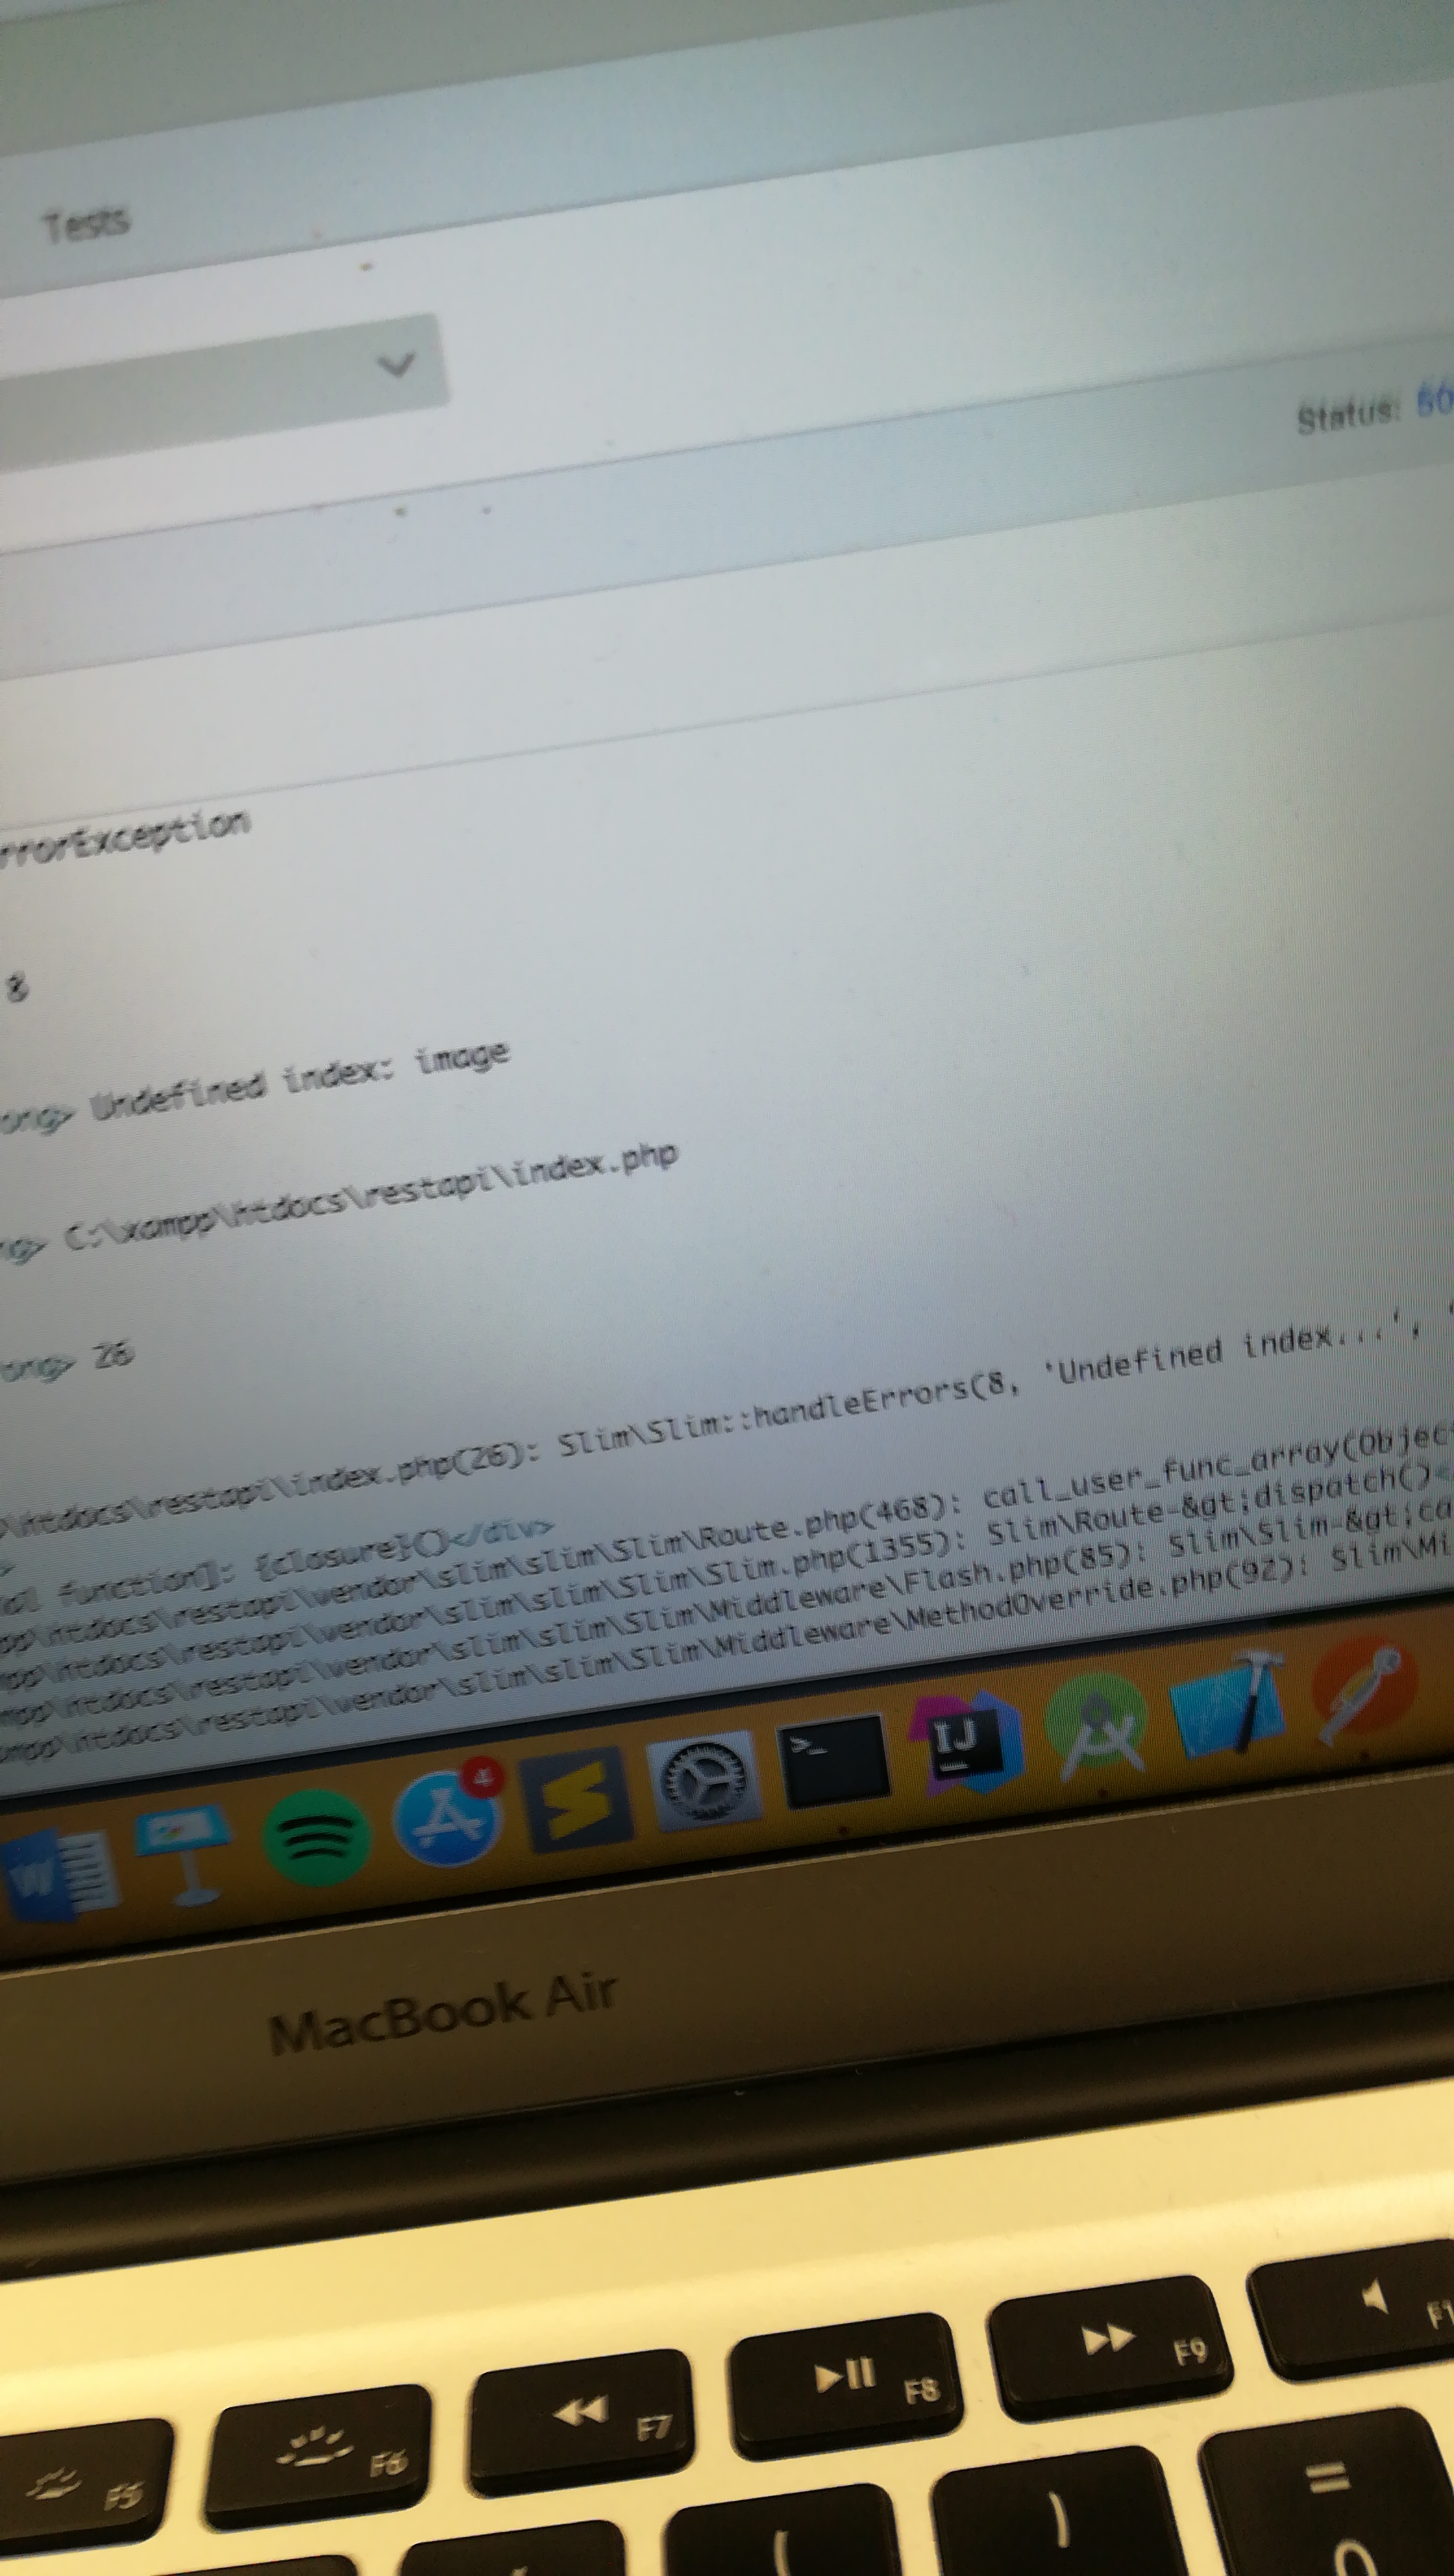 Tests
Status: 50
rrorException
8
ong> Undefined index: image
ng> C:\xampp\htdocs\restapi\index.php
ong> 26
\htdocs\restapi\index.php(26): Slim\Slim::handleErrors(8, 'Undefined index...', '
>
al function]: {closure}()</div>
pp\htdocs\restapi\vendor\slim\slim\Slim\Route.php(468): call_user_func_array(Objec
mpp\htdocs\restapi\vendor\slim\slim\Slim\Slim.php(1355): Slim\Route-&gt;dispatch()
mpp\htdocs\restapi\vendor\slim\slim\Slim\Middleware\Flash.php(85): Slim\Slim-&gt;ca
ampp\htdocs\restapi\vendor\slim\slim\Slim\Middleware\MethodOverride.php(92): Slim\Mi
W
4
>_
IJ
MacBook Air
F5 F6 F7 F8 F9 F1
( ) =